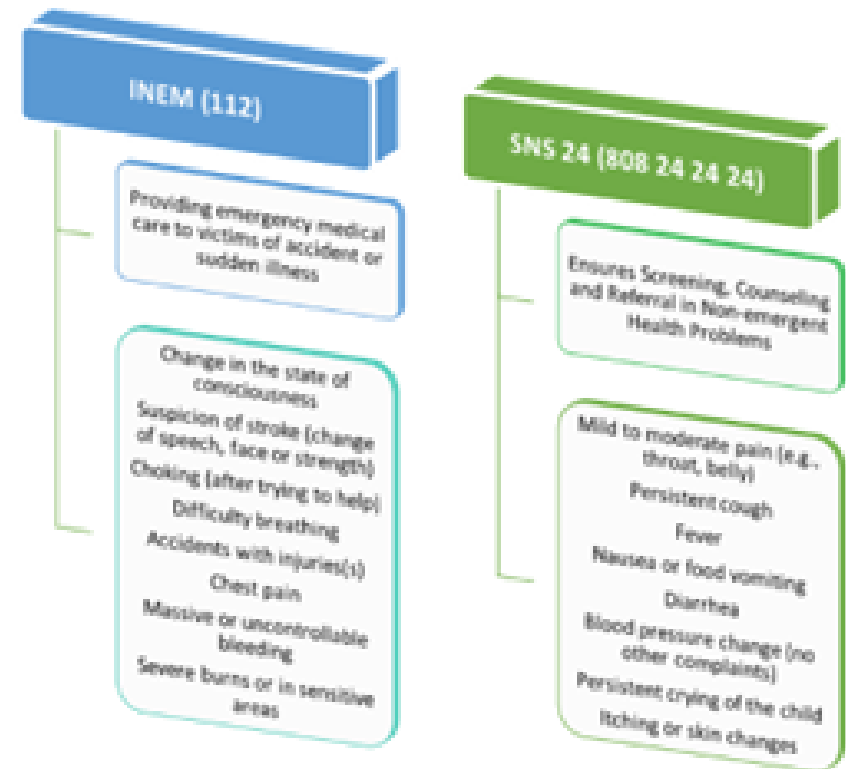 INEM (112)
Providing emergency medical
care to victims of accident or
sudden illness
Change in the state of
consciousness
Suspicion of stroke (change
of speech, face or strength)
Choking (after trying to help)
Difficulty breathing
Accidents with injuries(s)
Chest pain
Massive or uncontrollable
bleeding
Severe burns or in sensitive
areas
SNS 24 (808 24 24 24)
Ensures Screening, Counseling
and Referral in Non-emergent
Health Problems
Mild to moderate pain (e.g.,
throat, belly)
Persistent cough
Fever
Nausea or food vomiting
Diarrhea
Blood pressure change (no
other complaints)
Persistent crying of the child
Itching or skin changes